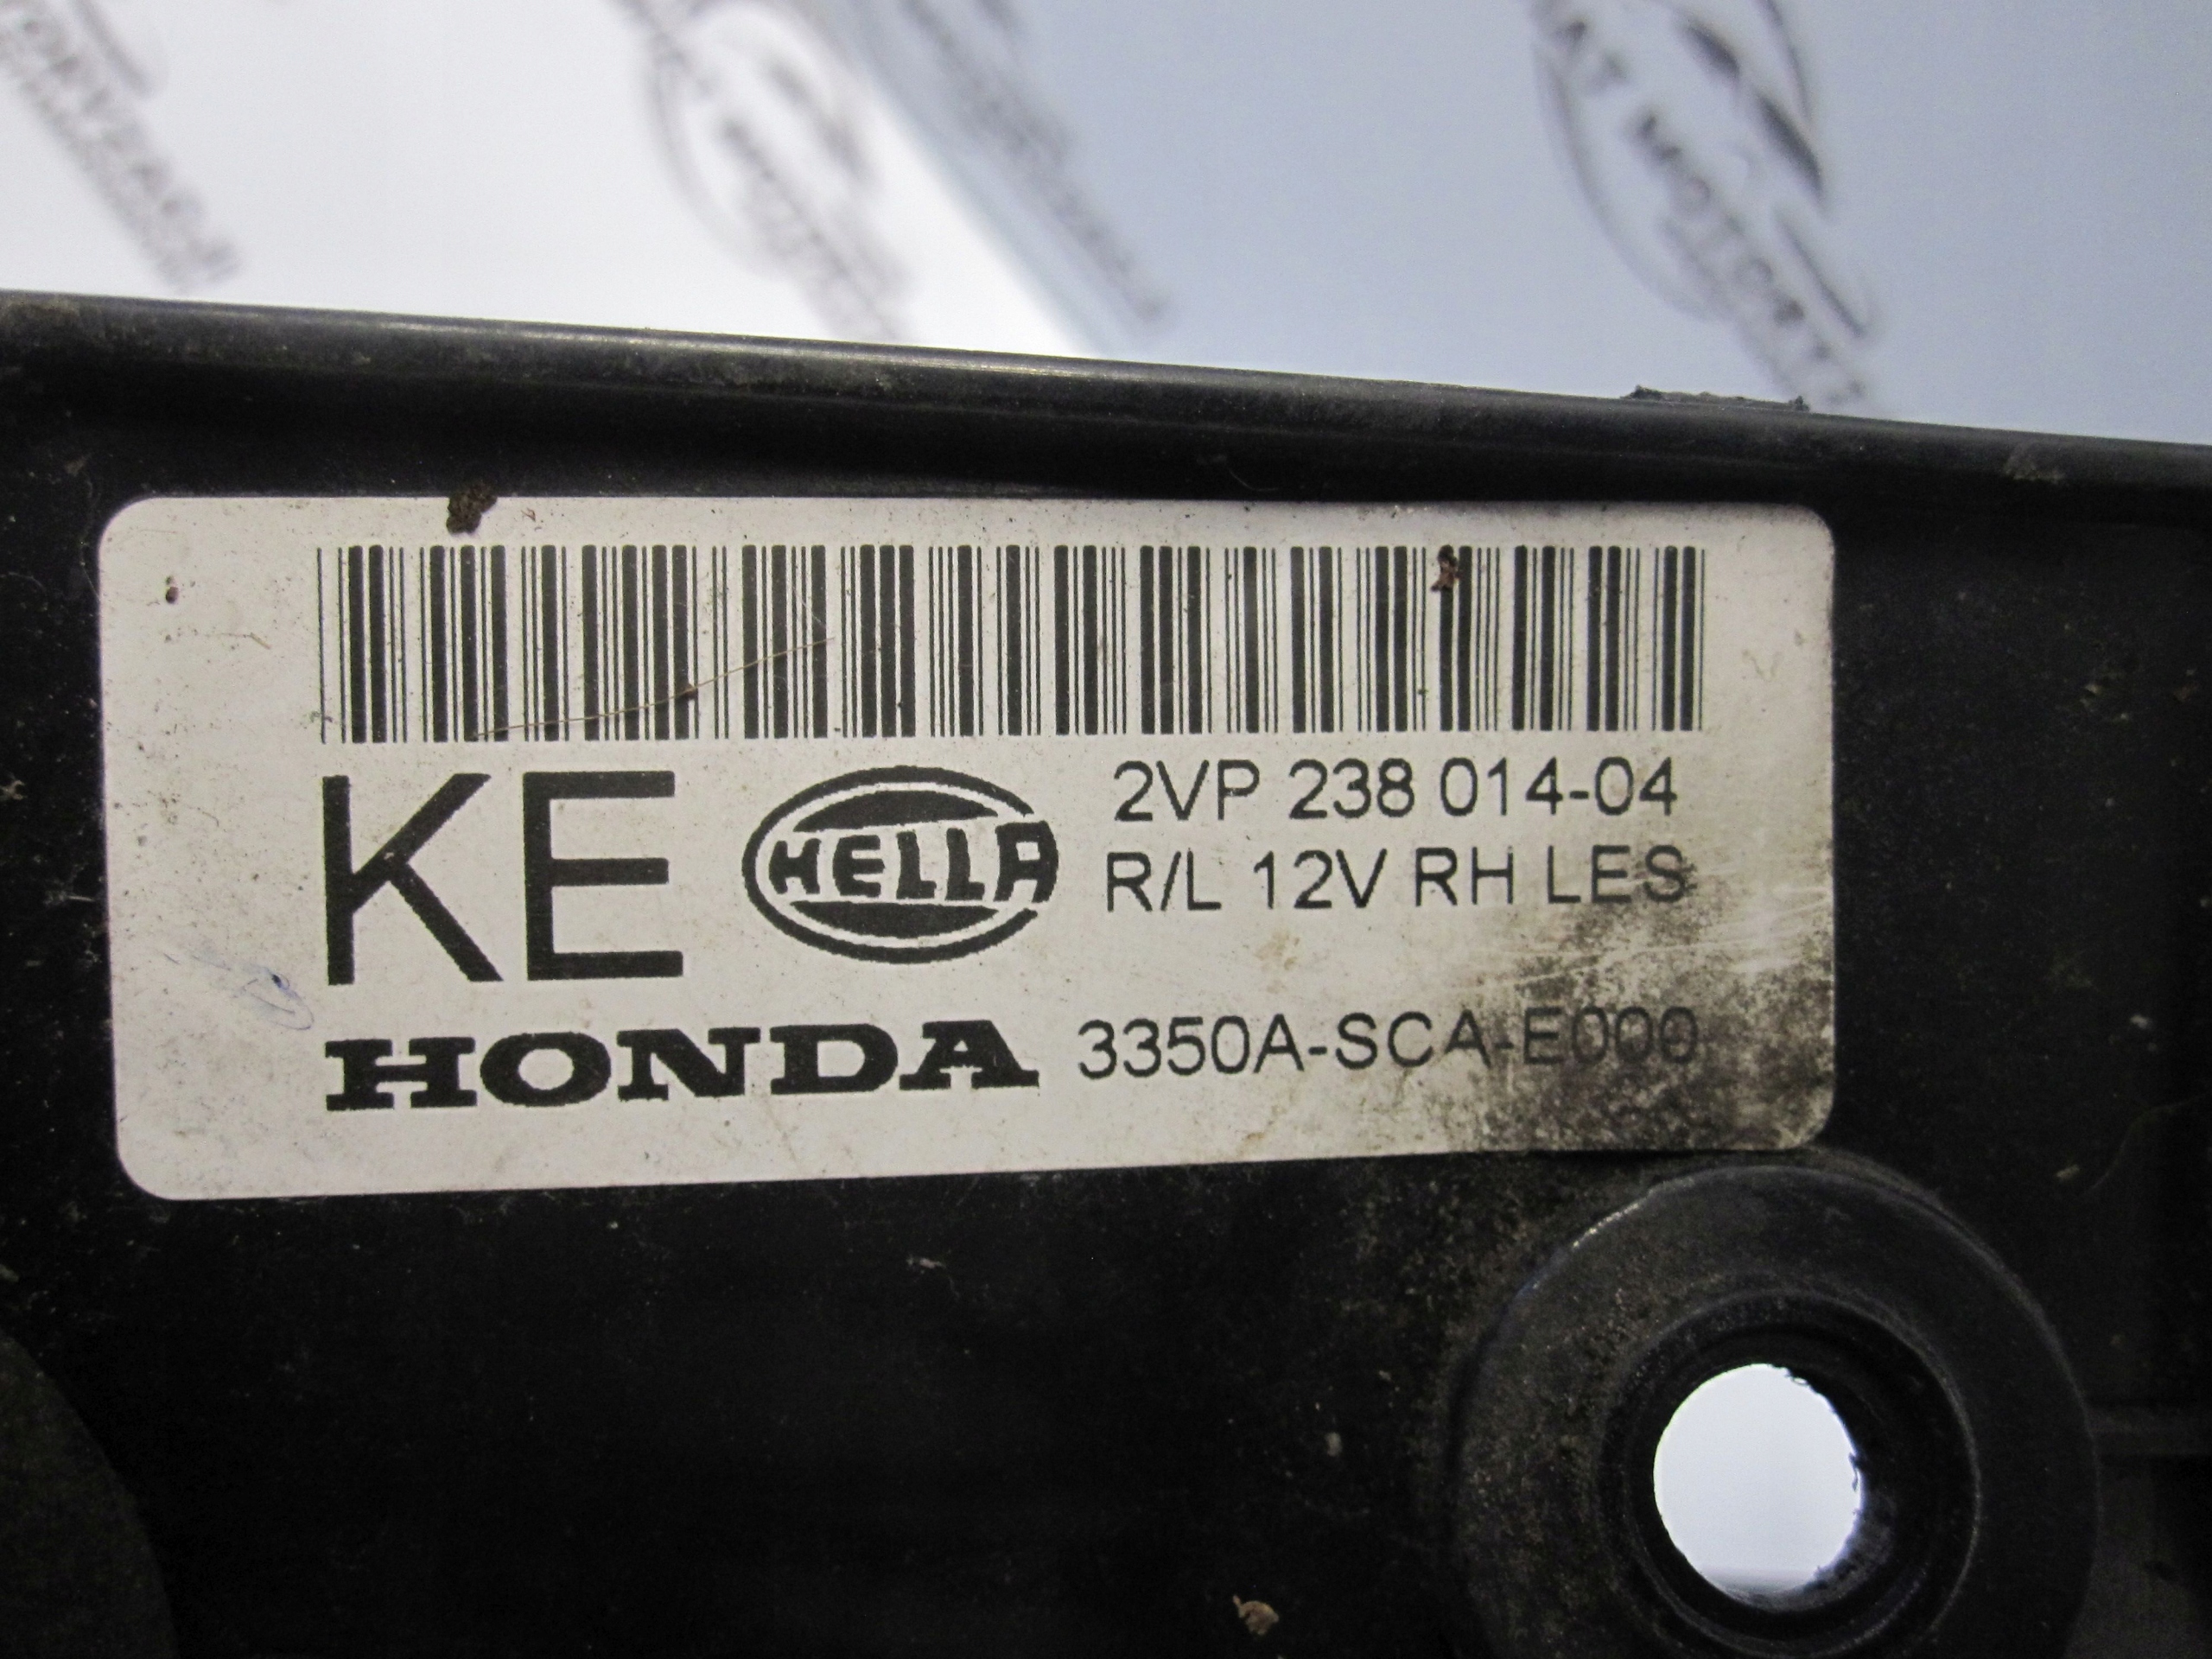 KE HELLA 2VP 238 014-04
R/L 12V RH LES
HONDA 3350A-SCA-E000